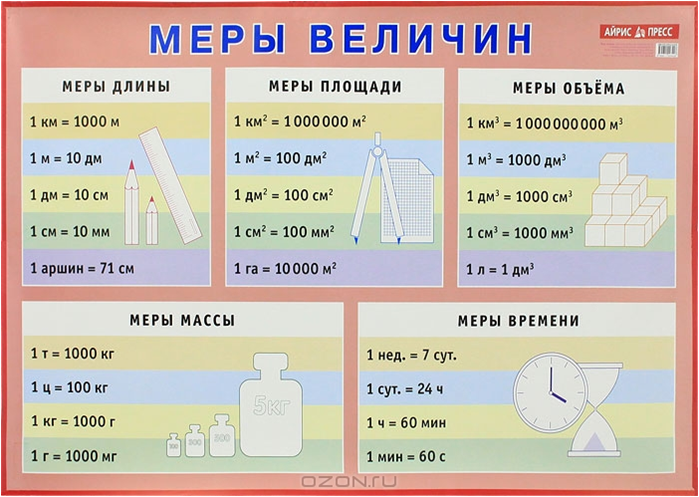 МЕРЫ ВЕЛИЧИН
АЙРИС ПРЕСС
МЕРЫ ДЛИНЫ
1 км = 1000 м
1 м = 10 дм
1 дм = 10 см
1 см = 10 мм
1 аршин = 71 см
МЕРЫ ПЛОЩАДИ
1 км² = 1 000 000 м²
1 м² = 100 дм²
1 дм² = 100 см²
1 см² = 100 мм²
1 га = 10 000 м²
МЕРЫ ОБЪЁМА
1 км³ = 1 000 000 000 м³
1 м³ = 1000 дм³
1 дм³ = 1000 см³
1 см³ = 1000 мм³
1 л = 1 дм³
МЕРЫ МАССЫ
1 т = 1000 кг
1 ц = 100 кг
1 кг = 1000 г
1 г = 1000 мг
5КГ
МЕРЫ ВРЕМЕНИ
1 нед. = 7 сут.
1 сут. = 24 ч
1 ч = 60 мин
1 мин = 60 с
OZON.ru